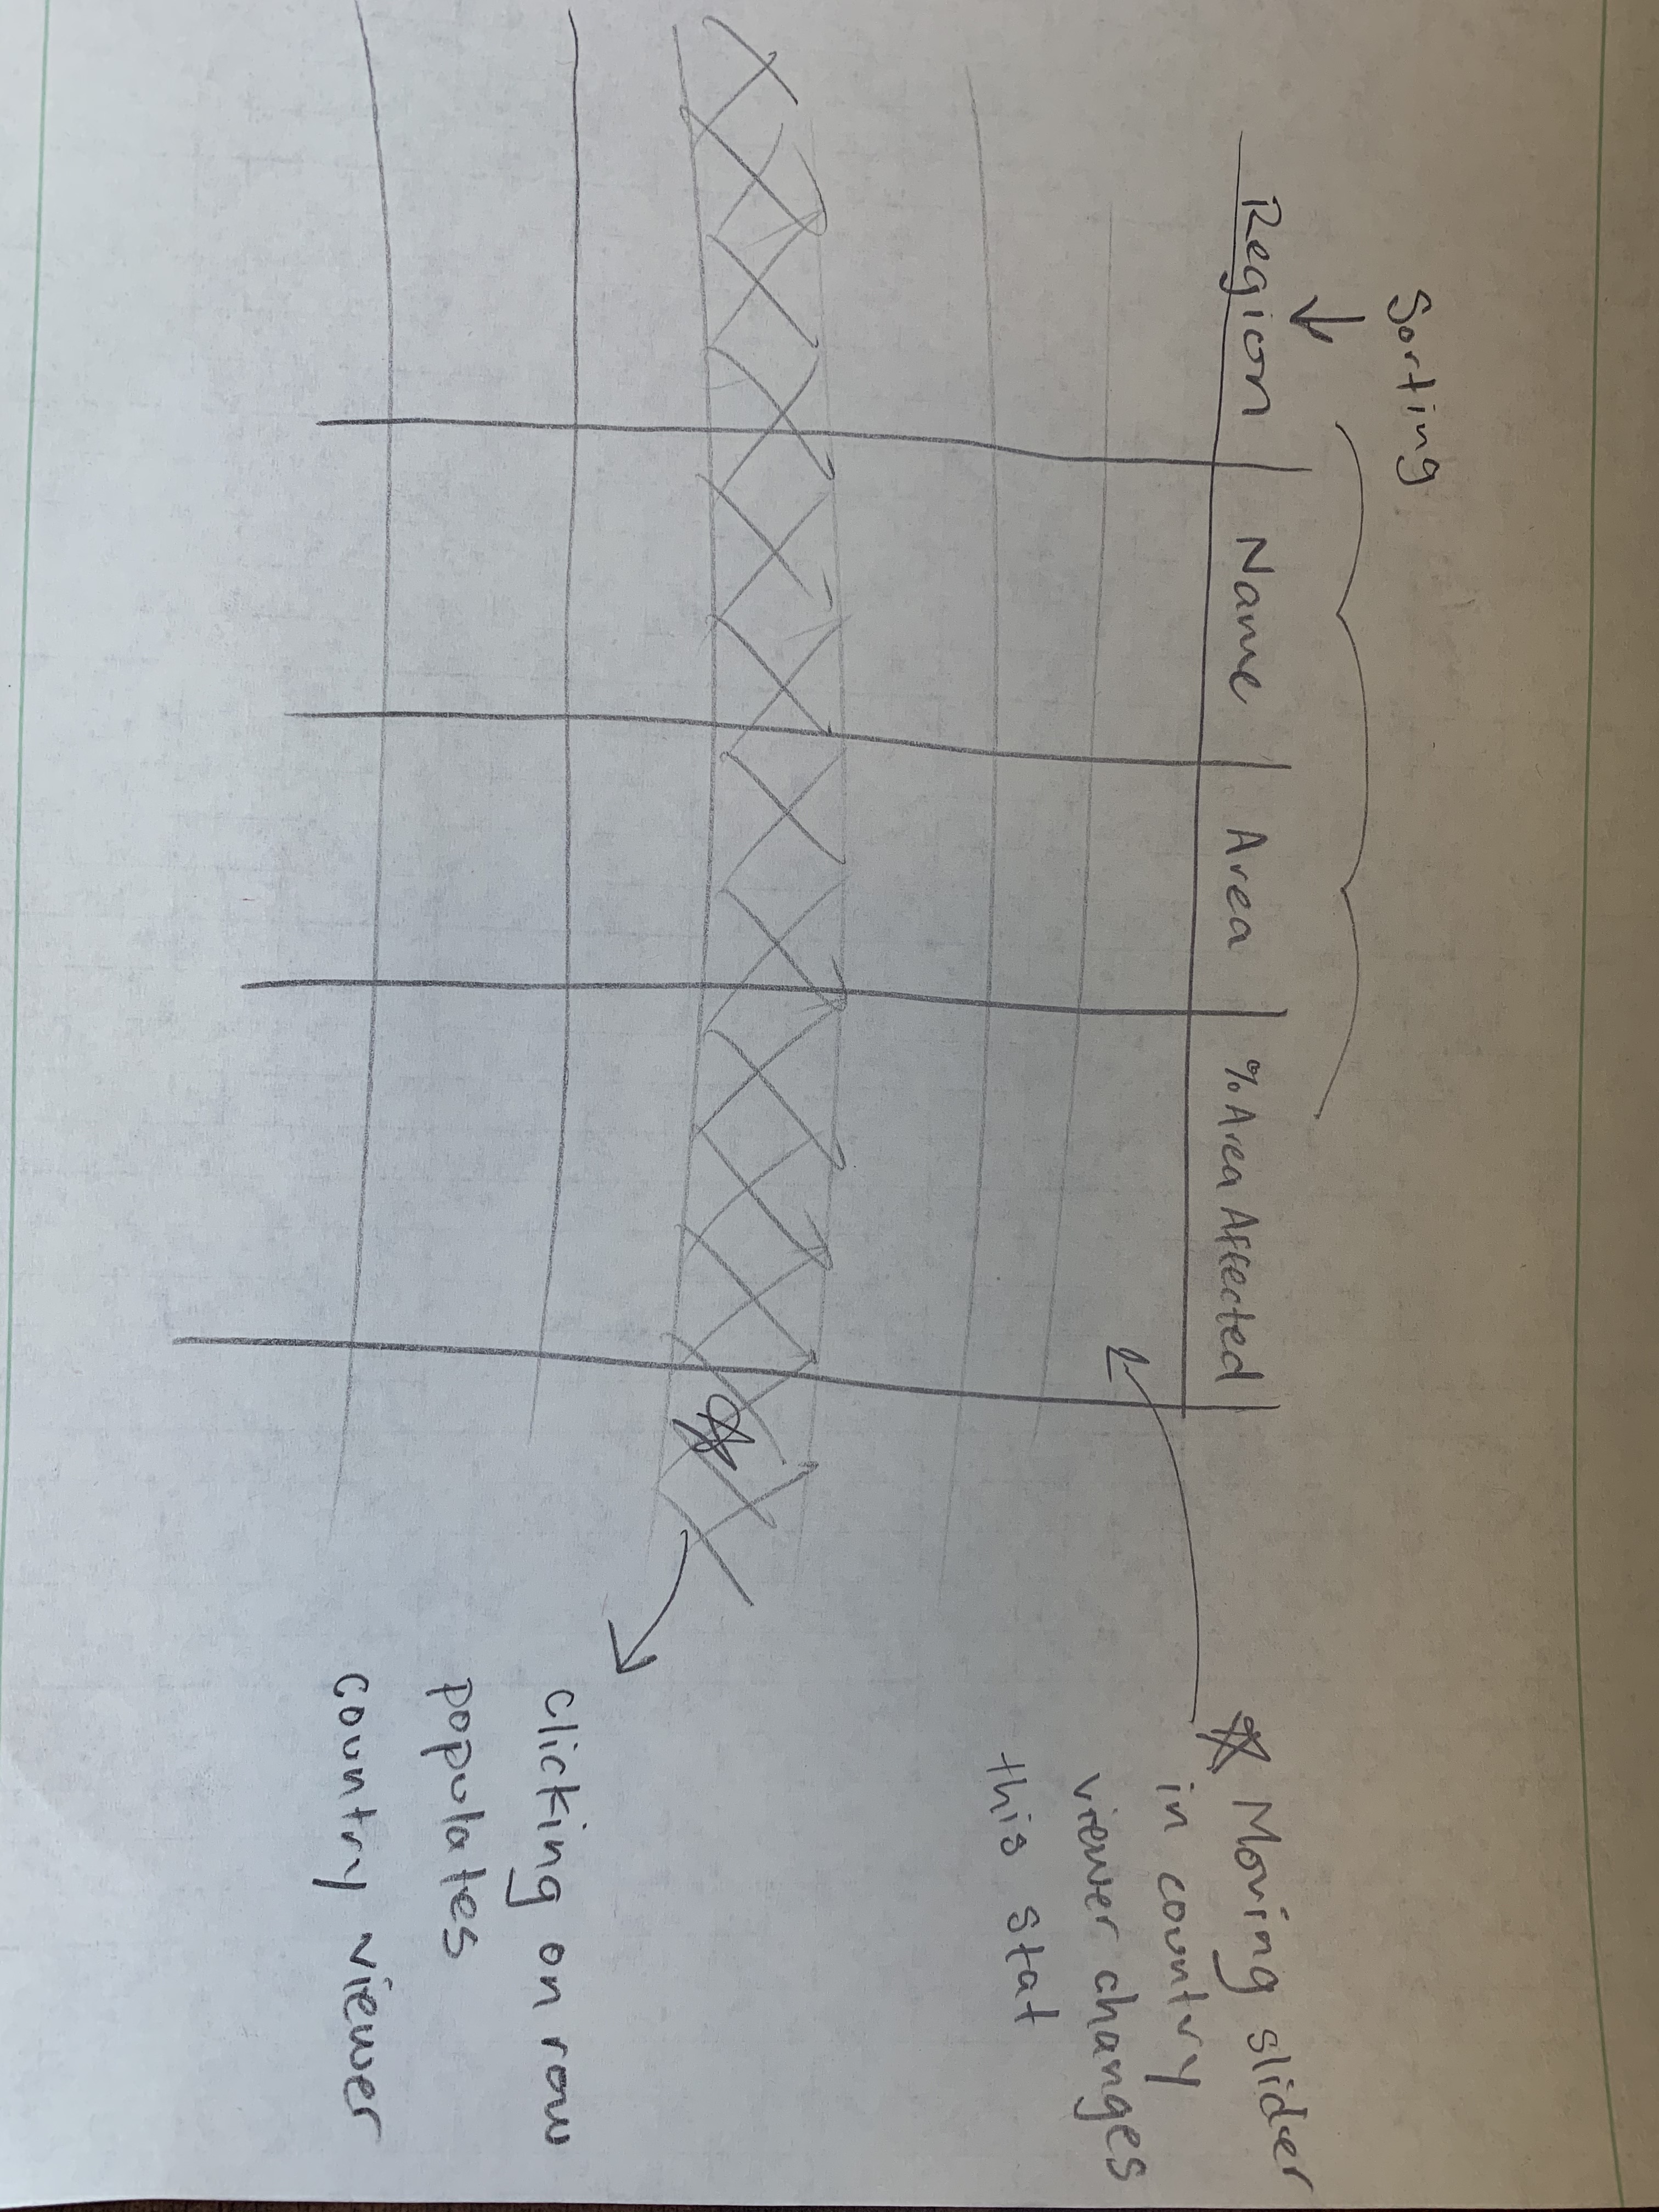 Sorting
Region Name Area % Area Affected
Moving slider
in country
viewer changes
this stat
clicking on row
populates
country viewer